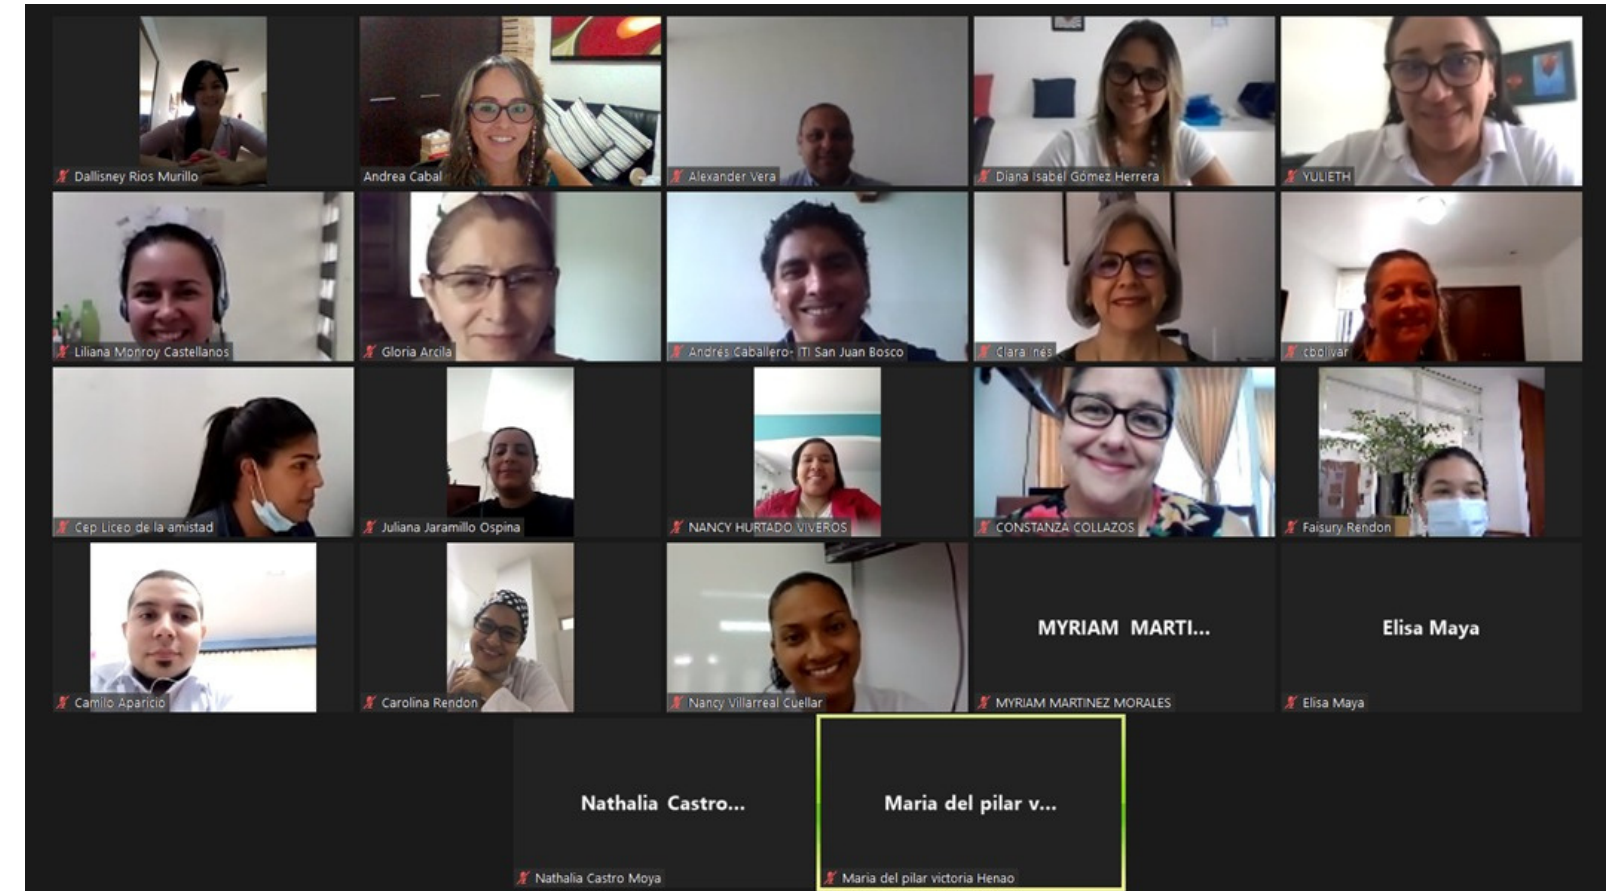 Dallisney Rios Murillo
Andrea Cabal
Alexander Vera
Diana Isabel Gómez Herrera
YULIETH
Liliana Monroy Castellanos
Gloria Arcila
Andrés Caballero- ITI San Juan Bosco
Clara Inés
cbolivar
Cep Liceo de la amistad
Juliana Jaramillo Ospina
NANCY HURTADO VIVEROS
CONSTANZA COLLAZOS
Faisury Rendon
Camilo Aparicio
Carolina Rendon
Nancy Villarreal Cuellar
MYRIAM MARTI...
MYRIAM MARTINEZ MORALES
Elisa Maya
Elisa Maya
Nathalia Castro...
Nathalia Castro Moya
Maria del pilar v...
Maria del pilar victoria Henao